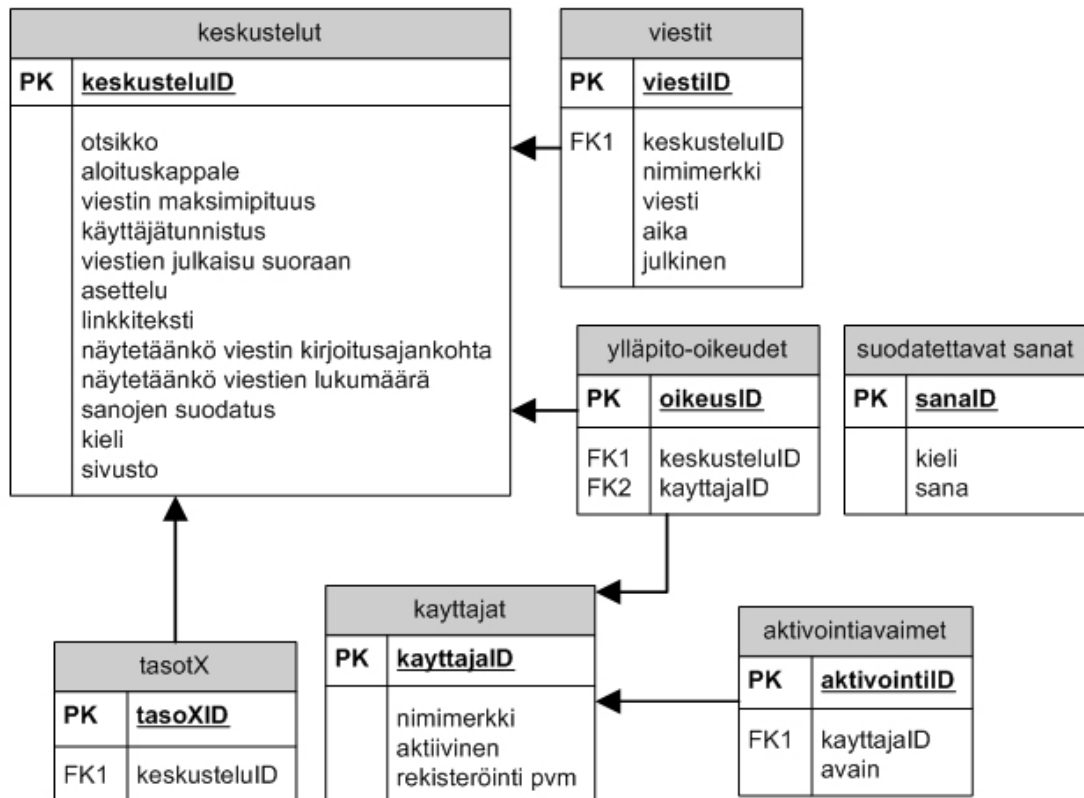 keskustelut
PK keskusteluID
otsikko
aloituskappale
viestin maksimipituus
käyttäjätunnistus
viestien julkaisu suoraan
asettelu
linkkiteksti
näytetäänkö viestin kirjoitusajankohta
näytetäänkö viestien lukumäärä
sanojen suodatus
kieli
sivusto
viestit
PK viestiID
FK1 keskusteluID
nimimerkki
viesti
aika
julkinen
ylläpito-oikeudet
PK oikeusID
FK1 keskusteluID
FK2 kayttajaID
suodatettavat sanat
PK sanaID
kieli
sana
tasotX
PK tasoXID
FK1 keskusteluID
kayttajat
PK kayttajaID
nimimerkki
aktiivinen
rekisteröinti pvm
aktivointiavaimet
PK aktivointiID
FK1 kayttajaID
avain